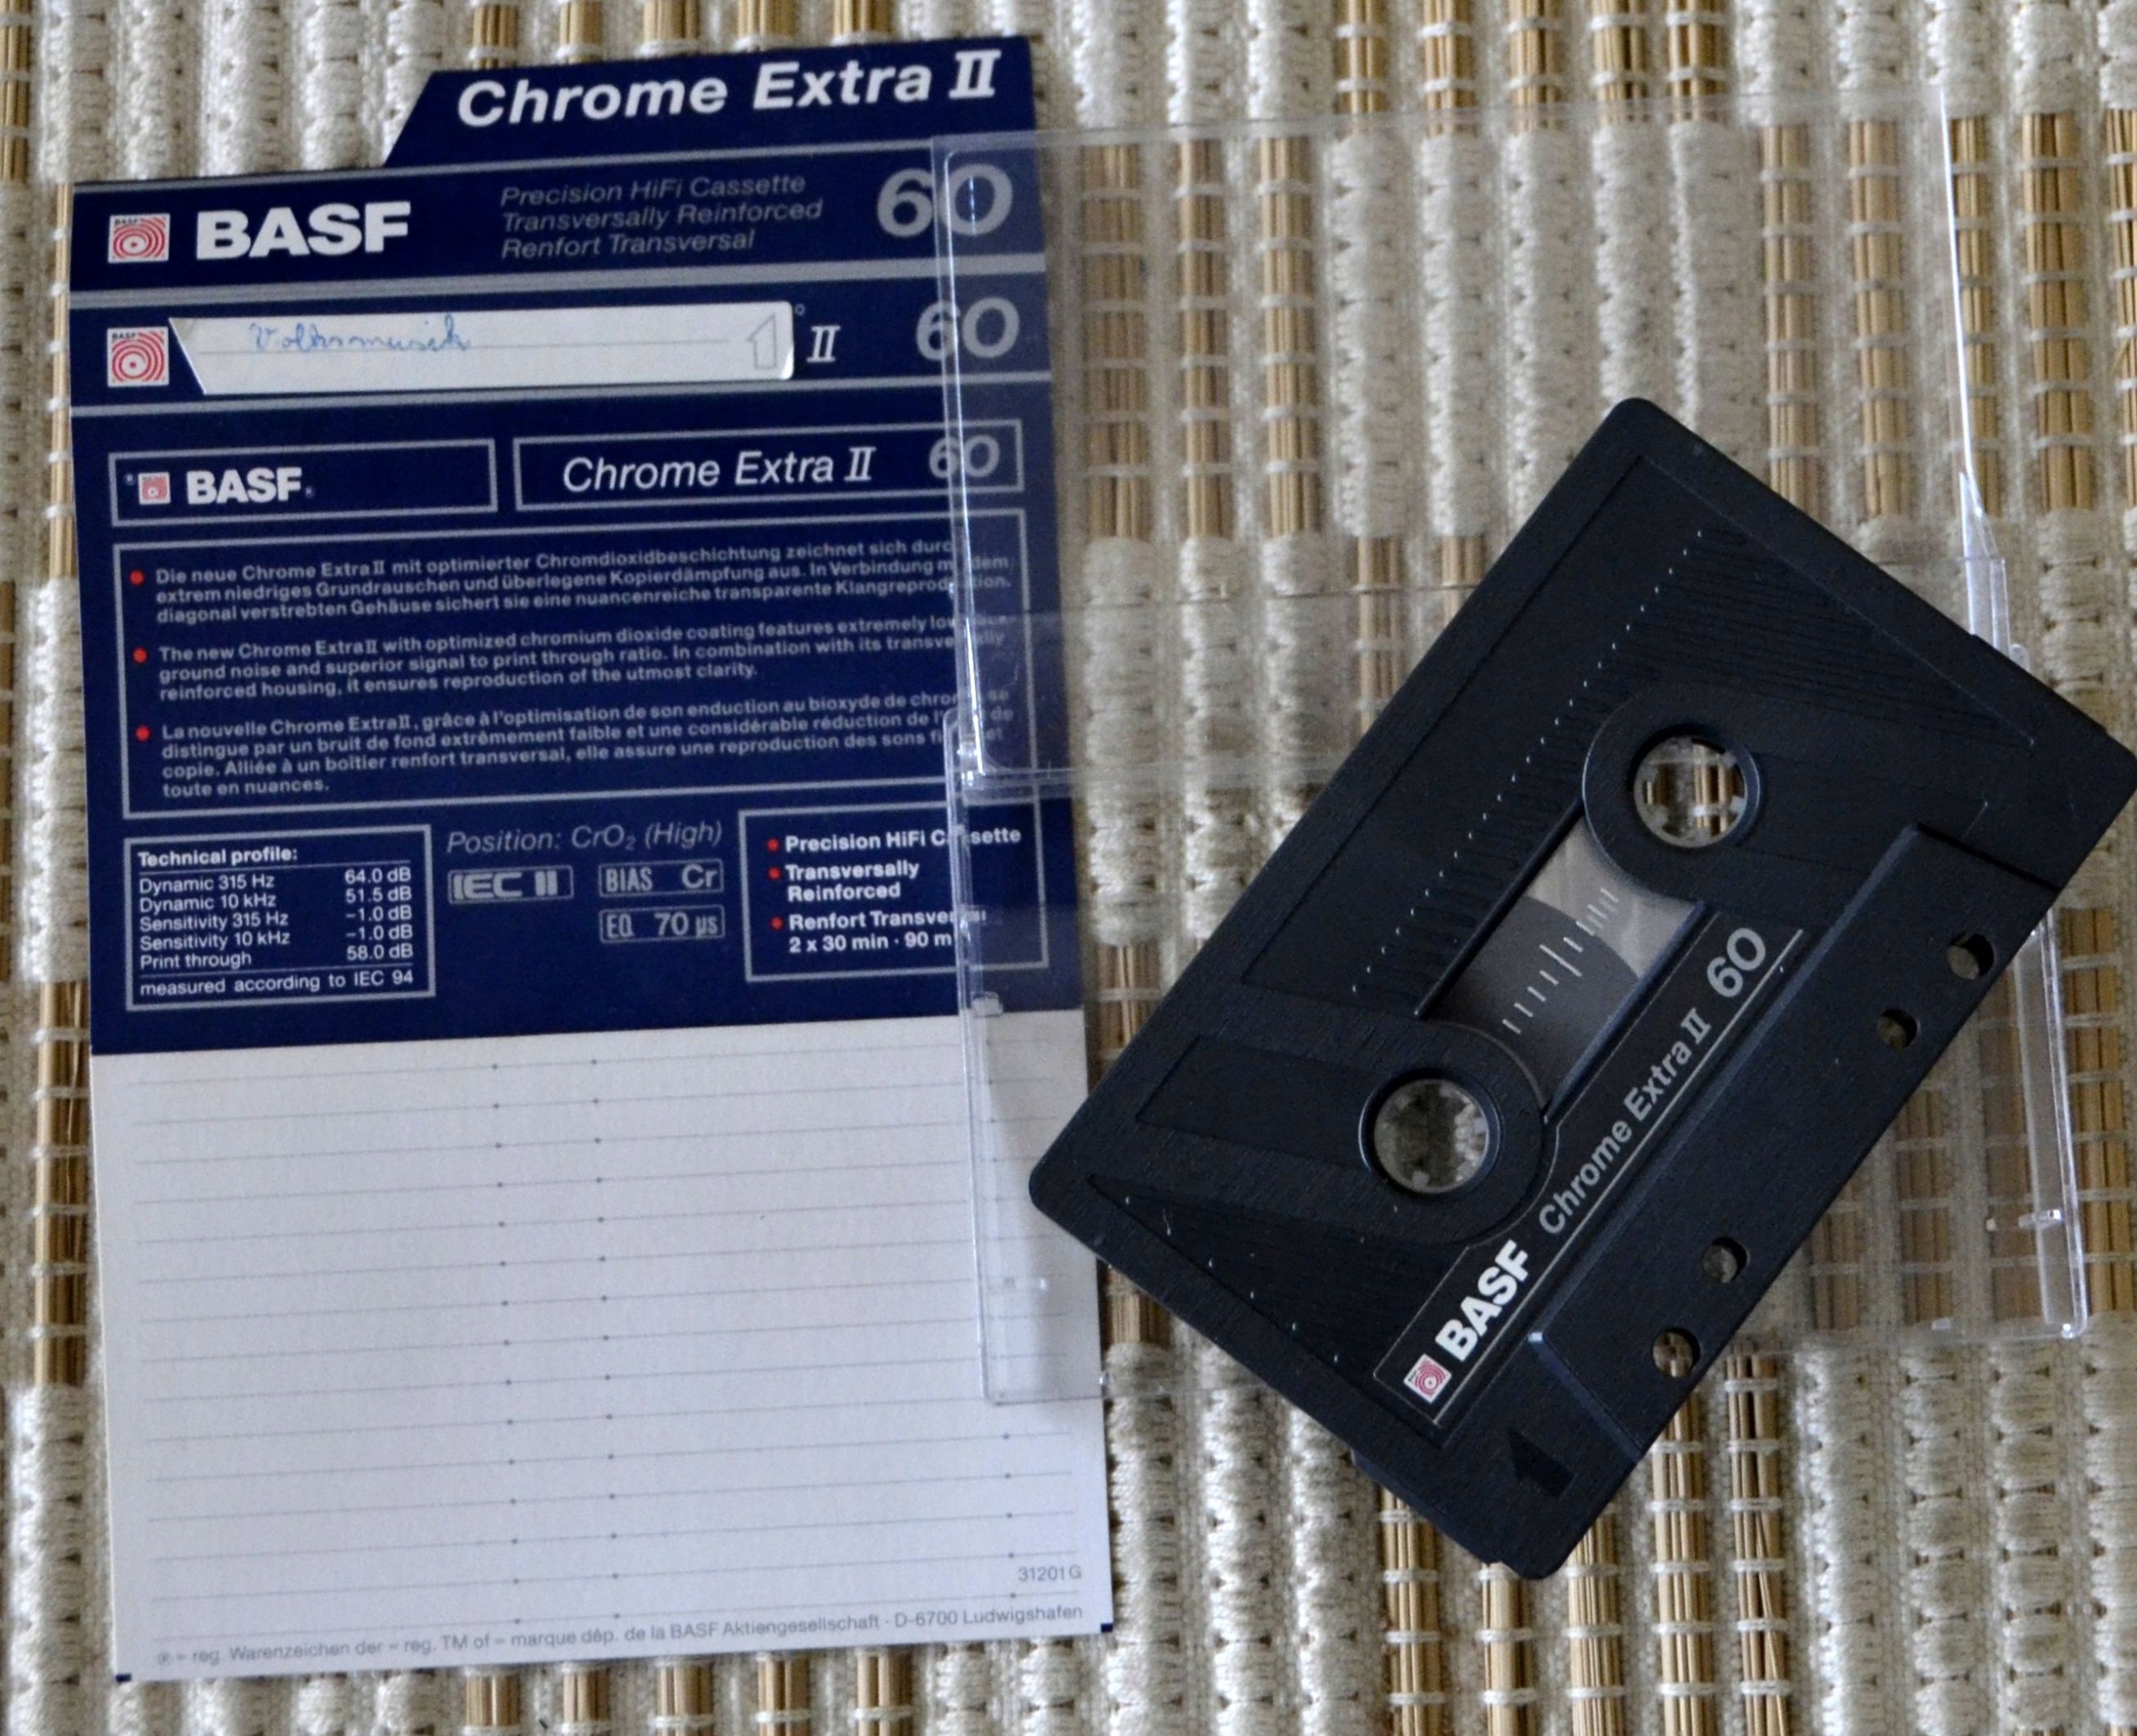 Chrome Extra II
BASF
Precision HiFi Cassette
Transversally Reinforced
Renfort Transversal
60
Volksmusik
1
II
60
BASF
Chrome Extra II
60
Die neue Chrome Extra II mit optimierter Chromdioxidbeschichtung zeichnet sich durch
extrem niedriges Grundrauschen und überlegene Kopierdämpfung aus. In Verbindung mit dem
diagonal verstrebten Gehäuse sichert sie eine nuancenreiche transparente Klangreproduktion.
The new Chrome Extra II with optimized chromium dioxide coating features extremely low
ground noise and superior signal to print through ratio. In combination with its transversally
reinforced housing, it ensures reproduction of the utmost clarity.
La nouvelle Chrome Extra II, grâce à l'optimisation de son enduction au bioxyde de chrome se
distingue par un bruit de fond extrêmement faible et une considérable réduction de l'effet de
copie. Alliée à un boîtier renfort transversal, elle assure une reproduction des sons fine et
toute en nuances.
Technical profile:
Dynamic 315 Hz 64.0 dB
Dynamic 10 kHz 51.5 dB
Sensitivity 315 Hz -1.0 dB
Sensitivity 10 kHz -1.0 dB
Print through 58.0 dB
measured according to IEC 94
Position: CrO₂ (High)
IEC II
BIAS Cr
EQ 70 µs
Precision HiFi Cassette
Transversally
Reinforced
Renfort Transversal
2 x 30 min · 90 m
31201 G
® = reg. Warenzeichen der = reg. TM of = marque dép. de la BASF Aktiengesellschaft · D-6700 Ludwigshafen
BASF Chrome Extra II 60